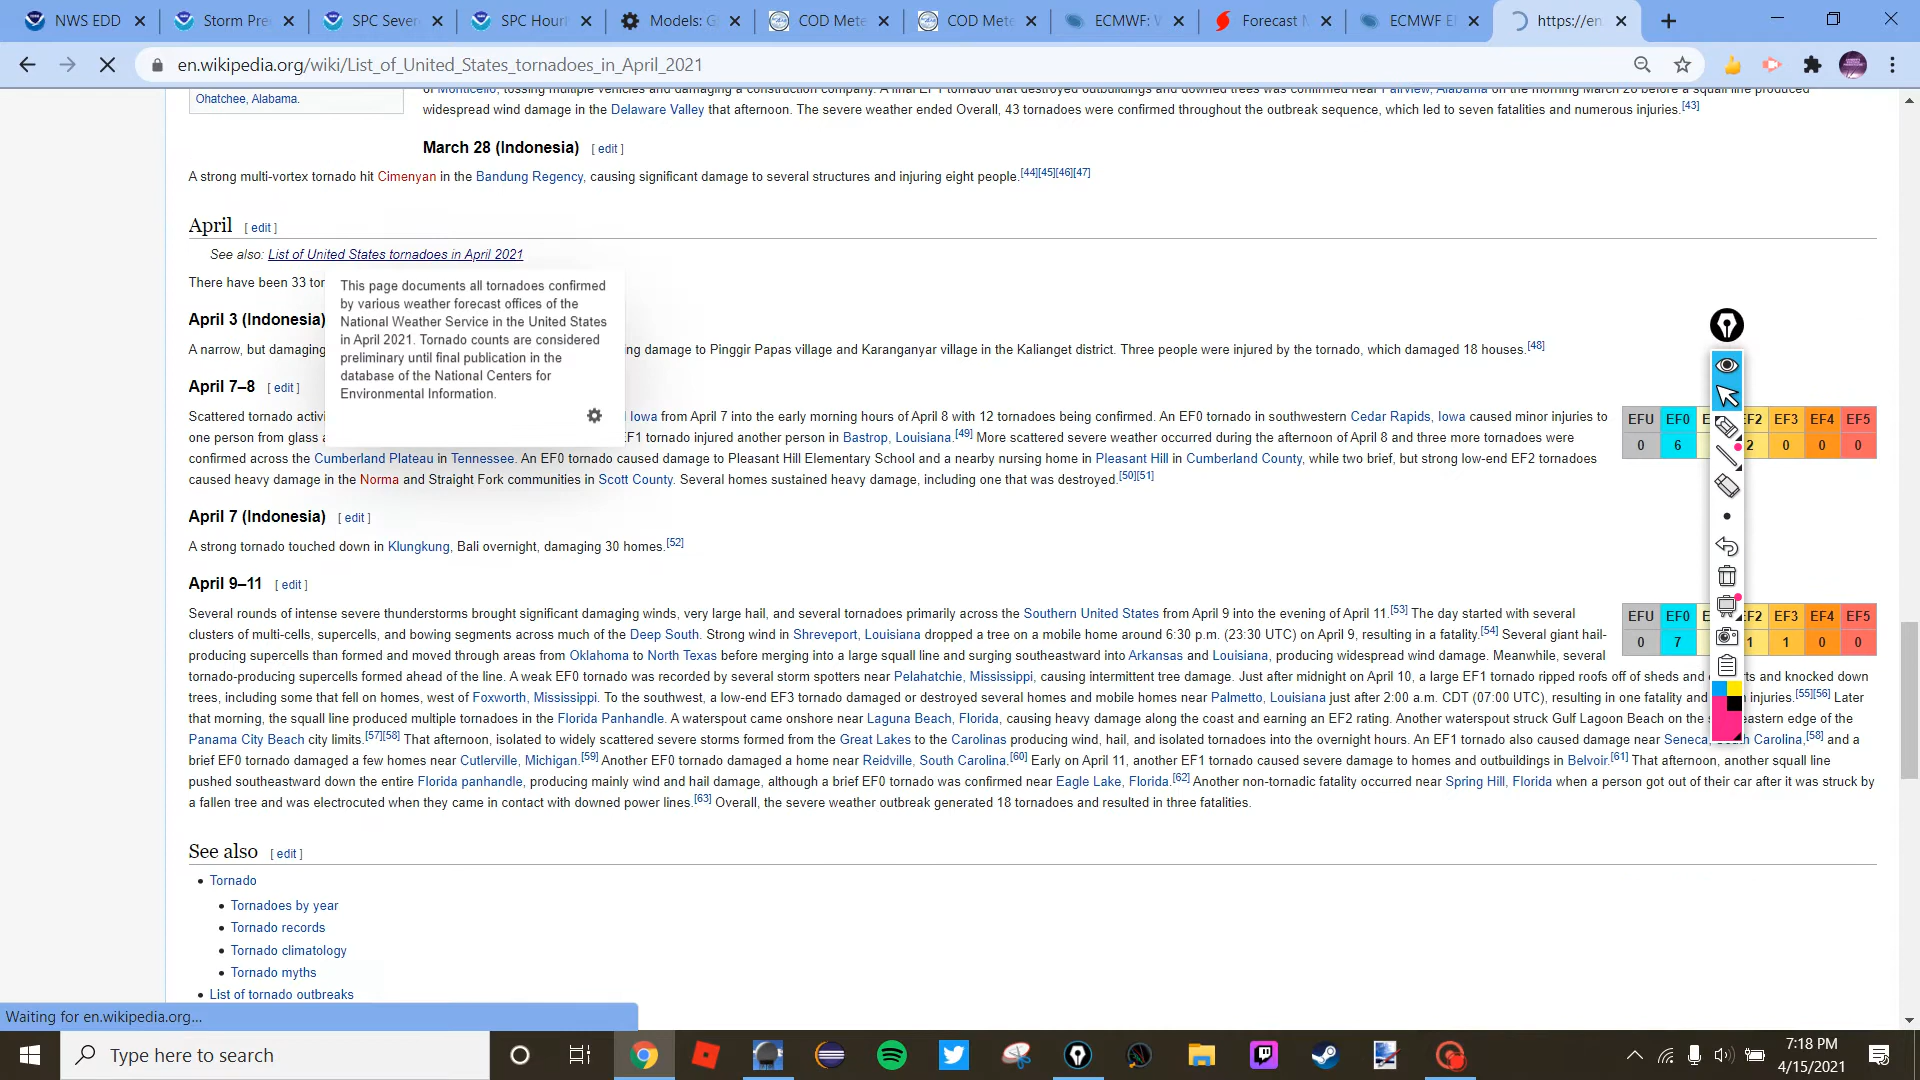 NWS EDD
Storm Pre
SPC Sever
SPC Hour
Models: G
COD Mete
COD Mete
ECMWF: W
Forecast M
ECMWF E
https://en.
en.wikipedia.org/wiki/List_of_United_States_tornadoes_in_April_2021
Ohatchee, Alabama.
of Monticello, tossing multiple vehicles and damaging a construction company. A final EF1 tornado that destroyed outbuildings and downed trees was confirmed near Fairview, Alabama on the morning March 28 before a squall line produced
widespread wind damage in the Delaware Valley that afternoon. The severe weather ended Overall, 43 tornadoes were confirmed throughout the outbreak sequence, which led to seven fatalities and numerous injuries.[43]
March 28 (Indonesia) [ edit ]
A strong multi-vortex tornado hit Cimenyan in the Bandung Regency, causing significant damage to several structures and injuring eight people.[44][45][46][47]
April [ edit ]
See also: List of United States tornadoes in April 2021
There have been 33 tor
This page documents all tornadoes confirmed
by various weather forecast offices of the
National Weather Service in the United States
in April 2021. Tornado counts are considered
preliminary until final publication in the
database of the National Centers for
Environmental Information.
April 3 (Indonesia)
A narrow, but damaging ng damage to Pinggir Papas village and Karanganyar village in the Kalianget district. Three people were injured by the tornado, which damaged 18 houses.[48]
April 7–8 [ edit ]
Scattered tornado activi l Iowa from April 7 into the early morning hours of April 8 with 12 tornadoes being confirmed. An EF0 tornado in southwestern Cedar Rapids, Iowa caused minor injuries to
one person from glass a EF1 tornado injured another person in Bastrop, Louisiana.[49] More scattered severe weather occurred during the afternoon of April 8 and three more tornadoes were
confirmed across the Cumberland Plateau in Tennessee. An EF0 tornado caused damage to Pleasant Hill Elementary School and a nearby nursing home in Pleasant Hill in Cumberland County, while two brief, but strong low-end EF2 tornadoes
caused heavy damage in the Norma and Straight Fork communities in Scott County. Several homes sustained heavy damage, including one that was destroyed.[50][51]
EFU EF0 E EF2 EF3 EF4 EF5
0 6 2 0 0 0
April 7 (Indonesia) [ edit ]
A strong tornado touched down in Klungkung, Bali overnight, damaging 30 homes.[52]
April 9–11 [ edit ]
Several rounds of intense severe thunderstorms brought significant damaging winds, very large hail, and several tornadoes primarily across the Southern United States from April 9 into the evening of April 11.[53] The day started with several
clusters of multi-cells, supercells, and bowing segments across much of the Deep South. Strong wind in Shreveport, Louisiana dropped a tree on a mobile home around 6:30 p.m. (23:30 UTC) on April 9, resulting in a fatality.[54] Several giant hail-
producing supercells than formed and moved through areas from Oklahoma to North Texas before merging into a large squall line and surging southeastward into Arkansas and Louisiana, producing widespread wind damage. Meanwhile, several
tornado-producing supercells formed ahead of the line. A weak EF0 tornado was recorded by several storm spotters near Pelahatchie, Mississippi, causing intermittent tree damage. Just after midnight on April 10, a large EF1 tornado ripped roofs off of sheds and rts and knocked down
trees, including some that fell on homes, west of Foxworth, Mississippi. To the southwest, a low-end EF3 tornado damaged or destroyed several homes and mobile homes near Palmetto, Louisiana just after 2:00 a.m. CDT (07:00 UTC), resulting in one fatality and injuries.[55][56] Later
that morning, the squall line produced multiple tornadoes in the Florida Panhandle. A waterspout came onshore near Laguna Beach, Florida, causing heavy damage along the coast and earning an EF2 rating. Another waterspout struck Gulf Lagoon Beach on the s eastern edge of the
Panama City Beach city limits.[57][58] That afternoon, isolated to widely scattered severe storms formed from the Great Lakes to the Carolinas producing wind, hail, and isolated tornadoes into the overnight hours. An EF1 tornado also caused damage near Seneca, South Carolina,[58] and a
brief EF0 tornado damaged a few homes near Cutlerville, Michigan.[59] Another EF0 tornado damaged a home near Reidville, South Carolina.[60] Early on April 11, another EF1 tornado caused severe damage to homes and outbuildings in Belvoir.[61] That afternoon, another squall line
pushed southeastward down the entire Florida panhandle, producing mainly wind and hail damage, although a brief EF0 tornado was confirmed near Eagle Lake, Florida.[62] Another non-tornadic fatality occurred near Spring Hill, Florida when a person got out of their car after it was struck by
a fallen tree and was electrocuted when they came in contact with downed power lines.[63] Overall, the severe weather outbreak generated 18 tornadoes and resulted in three fatalities.
EFU EF0 EF2 EF3 EF4 EF5
0 7 1 1 0 0
See also [ edit ]
Tornado
Tornadoes by year
Tornado records
Tornado climatology
Tornado myths
List of tornado outbreaks
Waiting for en.wikipedia.org...
Type here to search
7:18 PM
4/15/2021